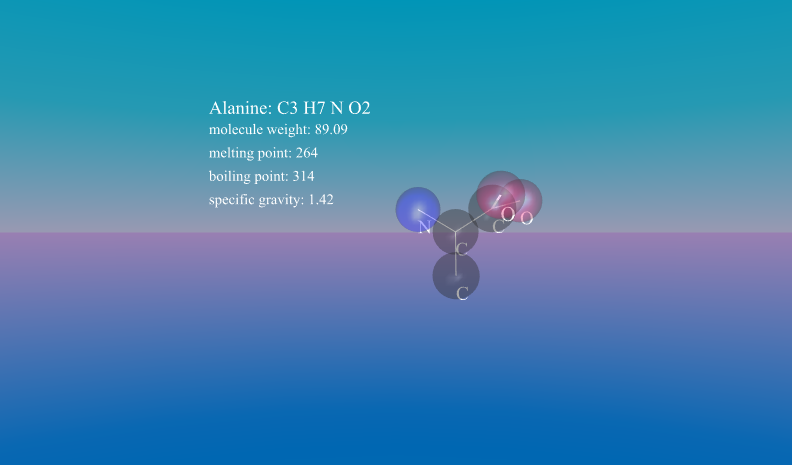 Alanine: C3 H7 N O2
molecule weight: 89.09
melting point: 264
boiling point: 314
specific gravity: 1.42
N
C
O
O
C
C